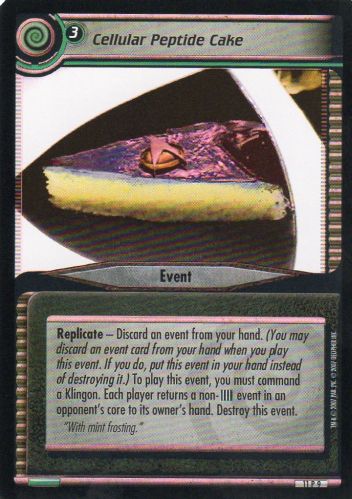 3 Cellular Peptide Cake
Event
Replicate – Discard an event from your hand. (You may
discard an event card from your hand when you play
this event. If you do, put this event in your hand instead
of destroying it.) To play this event, you must command
a Klingon. Each player returns a non-IIII event in an
opponent's core to its owner's hand. Destroy this event.
"With mint frosting."
11 P 9